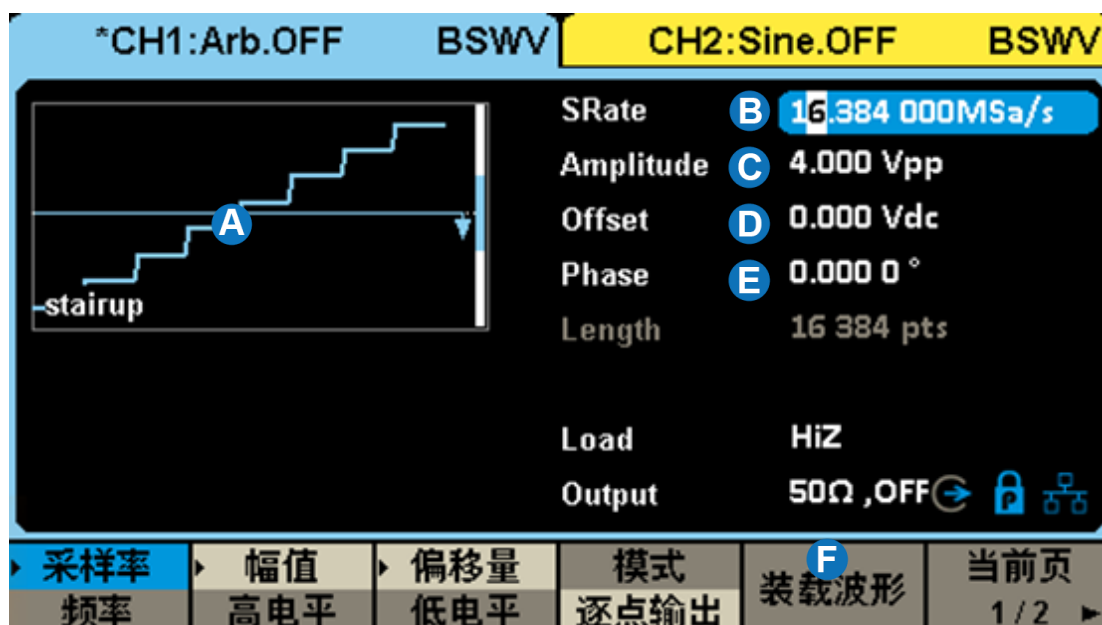 *CH1:Arb.OFF BSWV CH2:Sine.OFF BSWV
SRate B 16.384 000MSa/s
Amplitude C 4.000 Vpp
A
Offset D 0.000 Vdc
Phase E 0.000 0 °
stairup
Length 16 384 pts
Load HiZ
Output 50Ω ,OFF
采样率 幅值 偏移量 模式 F 装载波形 当前页
频率 高电平 低电平 逐点输出 1/2